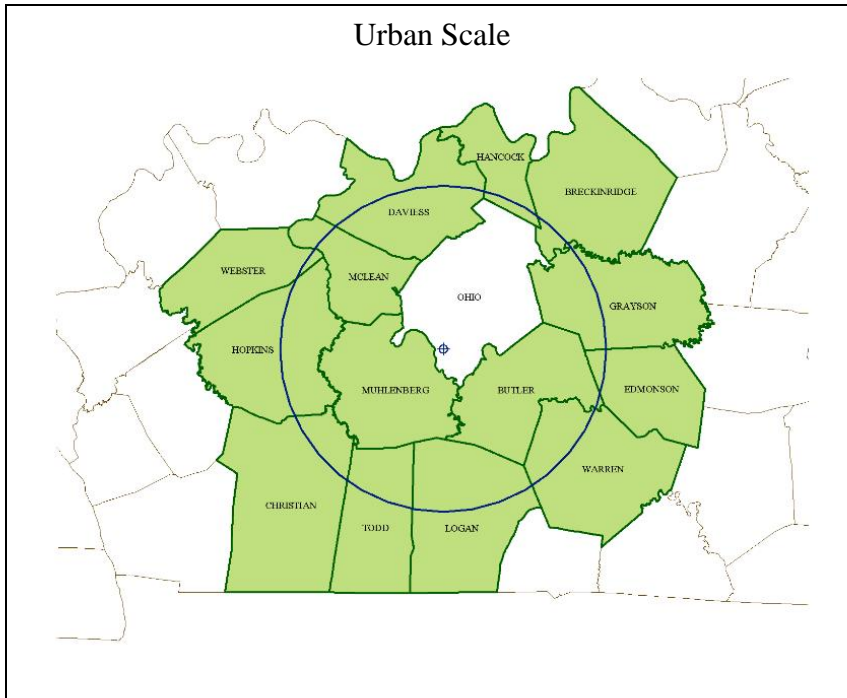 Urban Scale
HANCOCK
BRECKINRIDGE
DAVIESS
WEBSTER
MCLEAN
OHIO
GRAYSON
HOPKINS
MUHLENBERG
BUTLER
EDMONSON
WARREN
CHRISTIAN
TODD
LOGAN